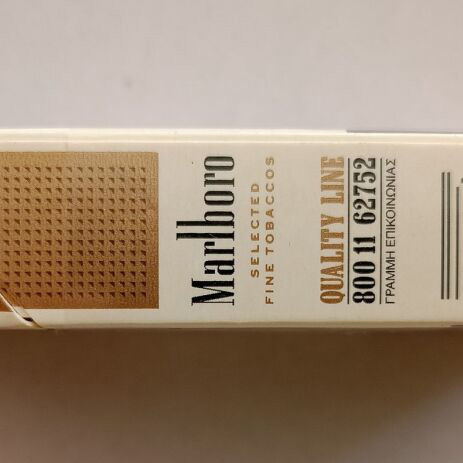 Marlboro
SELECTED
FINE TOBACCOS
QUALITY LINE
800 11 62752
ΓΡΑΜΜΗ ΕΠΙΚΟΙΝΩΝΙΑΣ